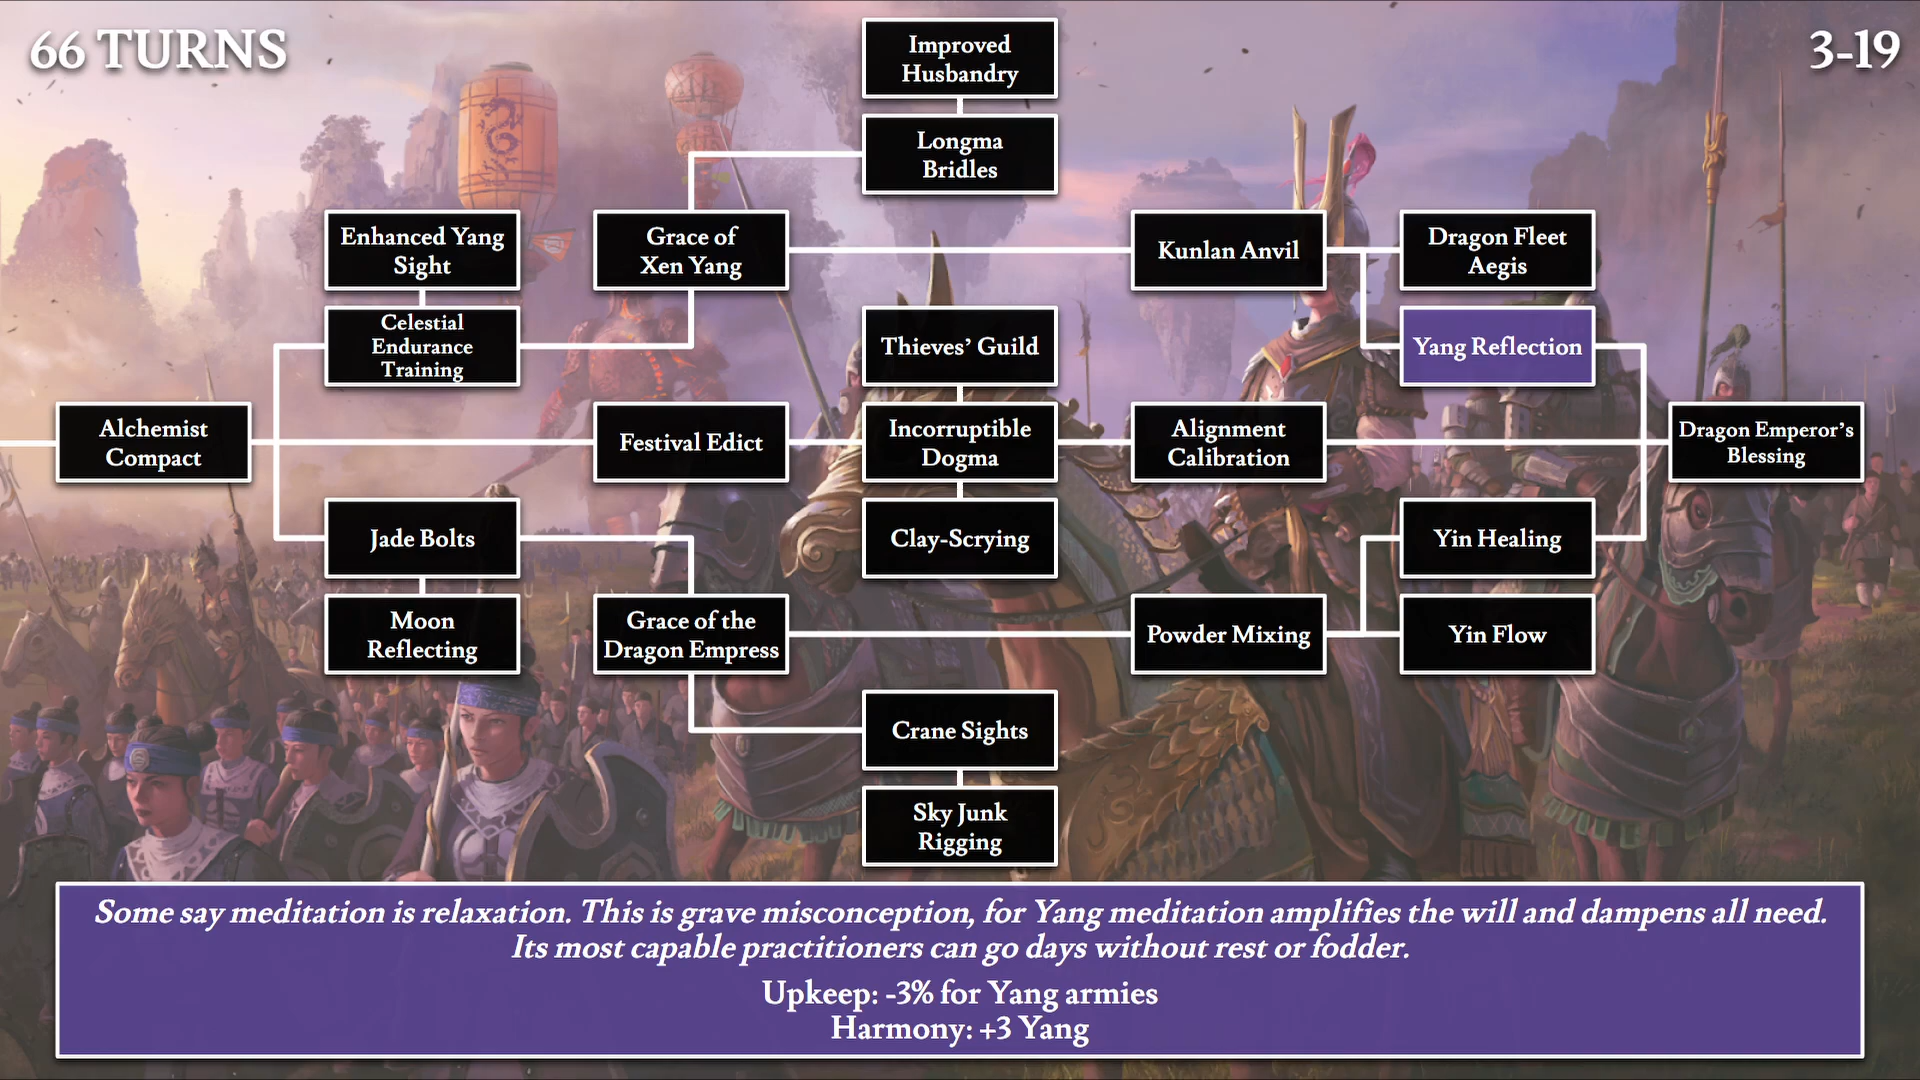 66 TURNS
3-19
Improved
Husbandry
Longma
Bridles
Enhanced Yang
Sight
Grace of
Xen Yang
Kunlan Anvil
Dragon Fleet
Aegis
Celestial
Endurance
Training
Thieves' Guild
Yang Reflection
Alchemist
Compact
Festival Edict
Incorruptible
Dogma
Alignment
Calibration
Dragon Emperor's
Blessing
Jade Bolts
Clay-Scrying
Yin Healing
Moon
Reflecting
Grace of the
Dragon Empress
Powder Mixing
Yin Flow
Crane Sights
Sky Junk
Rigging
Some say meditation is relaxation. This is grave misconception, for Yang meditation amplifies the will and dampens all need.
Its most capable practitioners can go days without rest or fodder.
Upkeep: -3% for Yang armies
Harmony: +3 Yang